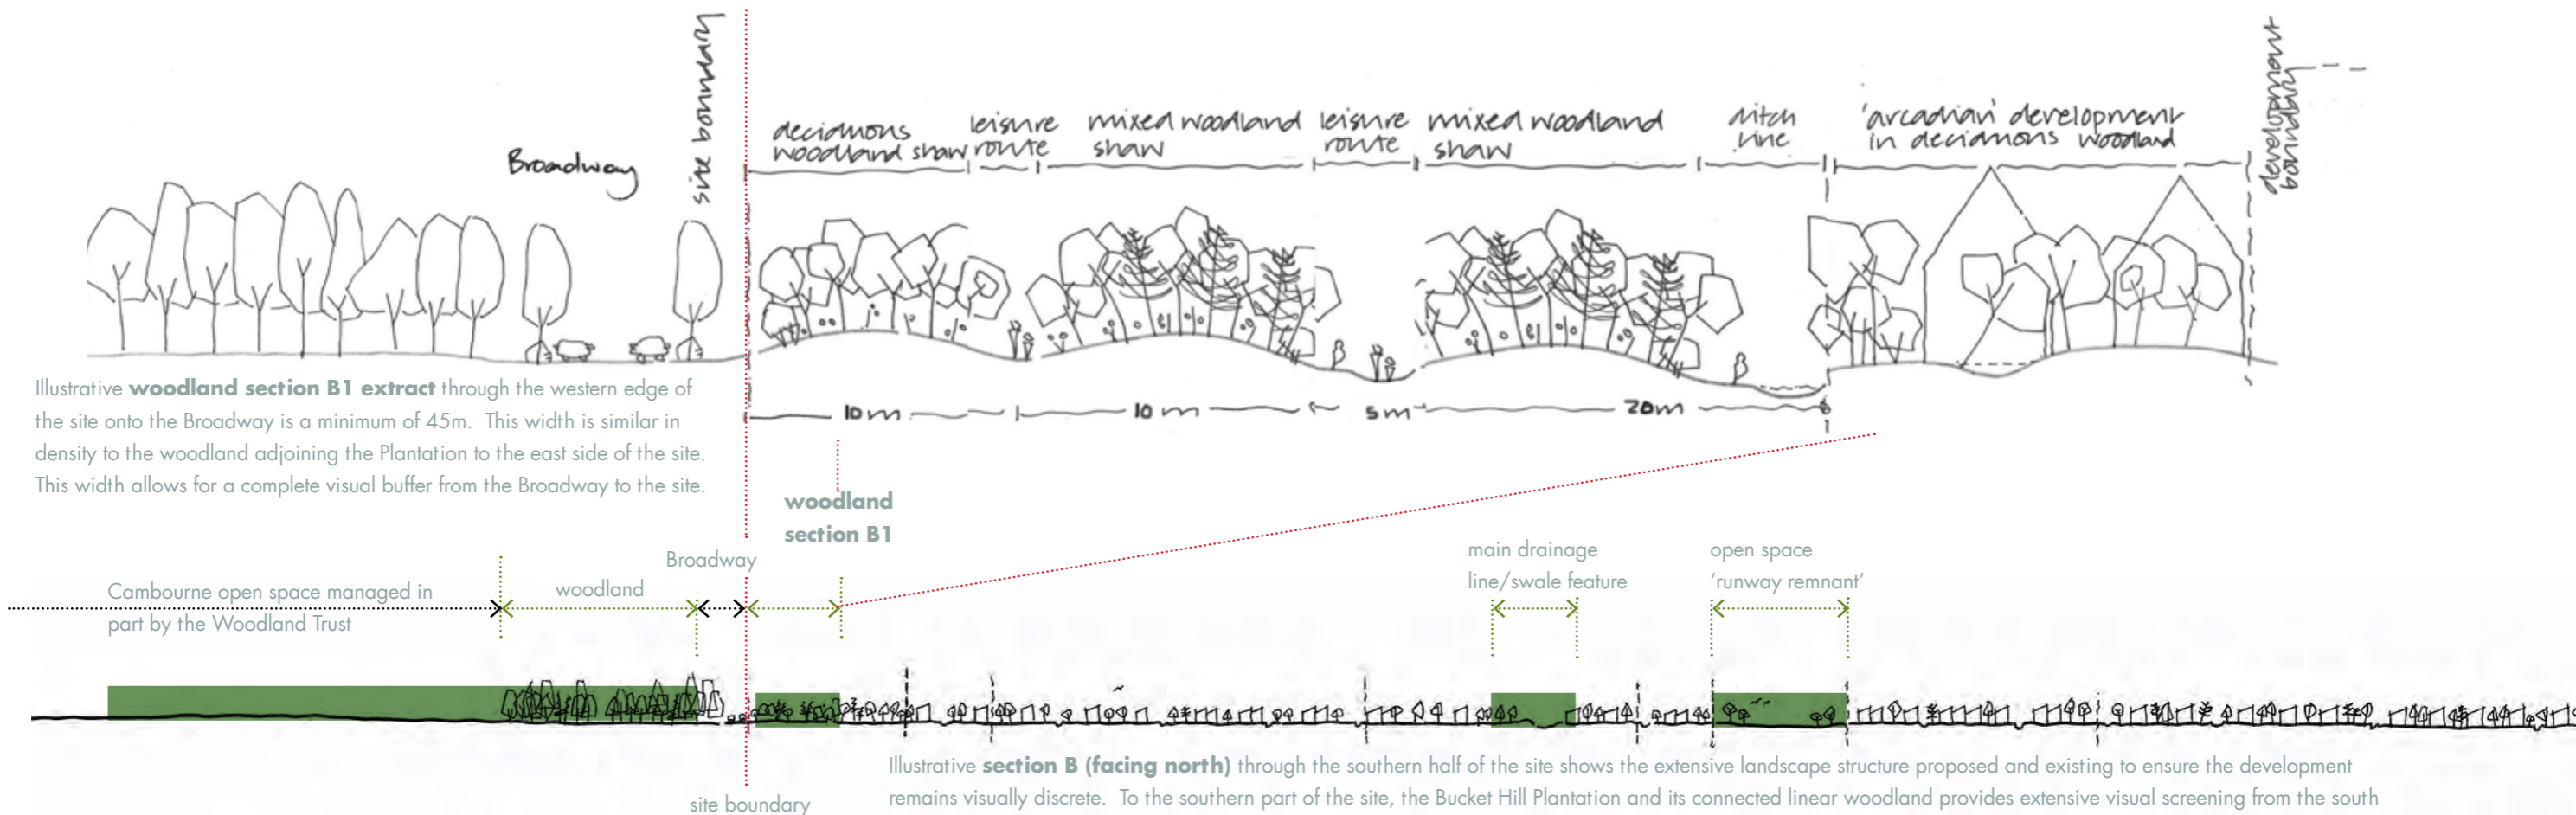 Broadway
site boundary
deciduous
woodland shaw
leisure
route
mixed woodland
shaw
leisure
route
mixed woodland
shaw
ditch
line
'arcadian' development
in deciduous woodland
development
boundary
10m
10m
5m
20m
Illustrative woodland section B1 extract through the western edge of
the site onto the Broadway is a minimum of 45m. This width is similar in
density to the woodland adjoining the Plantation to the east side of the site.
This width allows for a complete visual buffer from the Broadway to the site.
woodland
section B1
Broadway
Cambourne open space managed in
part by the Woodland Trust
woodland
main drainage
line/swale feature
open space
‘runway remnant’
Illustrative section B (facing north) through the southern half of the site shows the extensive landscape structure proposed and existing to ensure the development
remains visually discrete. To the southern part of the site, the Bucket Hill Plantation and its connected linear woodland provides extensive visual screening from the south
site boundary